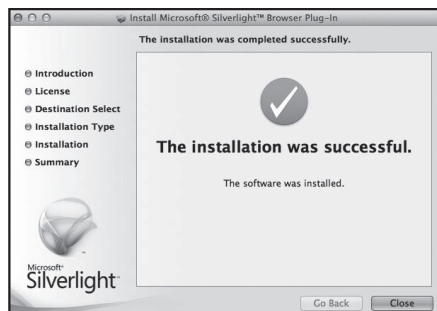 Install Microsoft® Silverlight™ Browser Plug-In
The installation was completed successfully.
Introduction
License
Destination Select
Installation Type
Installation
Summary
The installation was successful.
The software was installed.
Microsoft®
Silverlight™
Go Back
Close